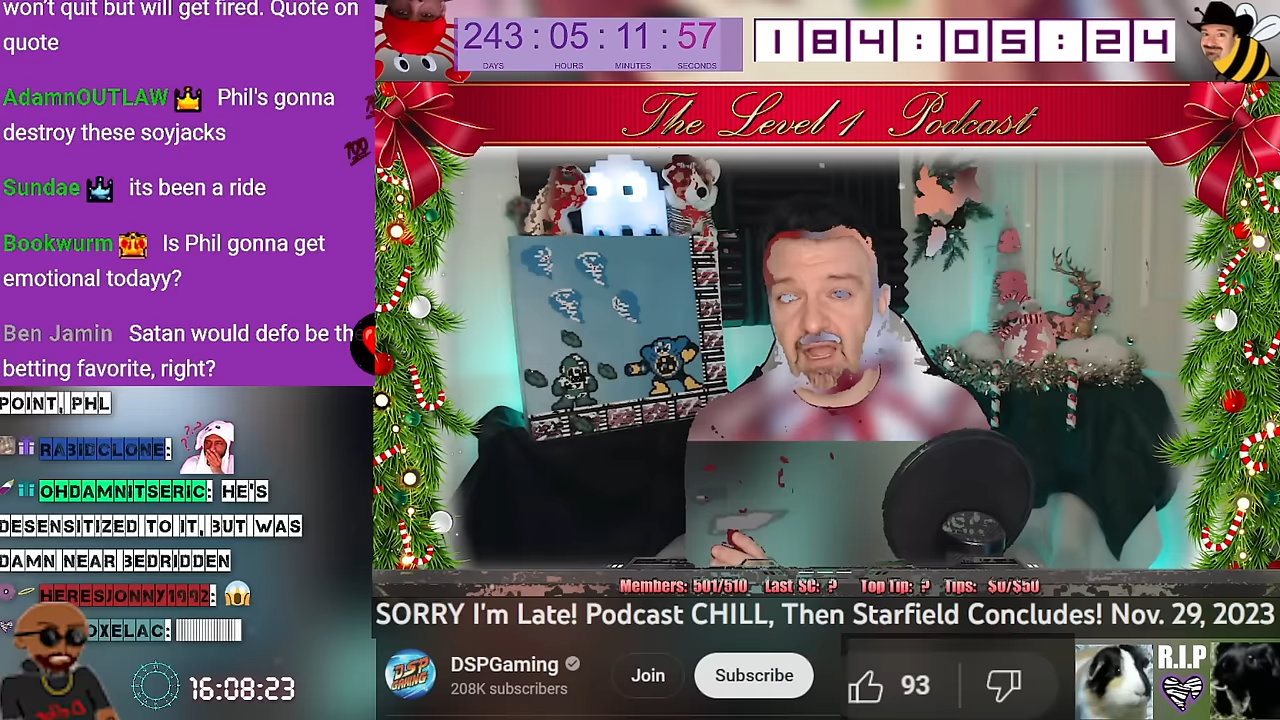 won't quit but will get fired. Quote on
quote
AdamnOUTLAW Phil's gonna
destroy these soyjacks
Sundae its been a ride
Bookwurm Is Phil gonna get
emotional todayy?
Ben Jamin Satan would defo be the
betting favorite, right?
POINT, PHL
RABIDCLONE:
OHDAMNITSERIC: HE'S
DESENSITIZED TO IT, BUT WAS
DAMN NEAR BEDRIDDEN
HERESJONNY1992:
OXELAC:
16:08:23
243 : 05 : 11 : 57
DAYS HOURS MINUTES SECONDS
184:05:24
The Level 1 Podcast
Members: 501/510 Last SC: ? Top Tip: ? Tips: $0/$50
SORRY I'm Late! Podcast CHILL, Then Starfield Concludes! Nov. 29, 2023
DSP GAMING
DSPGaming
208K subscribers
Join
Subscribe
93
R.I.P